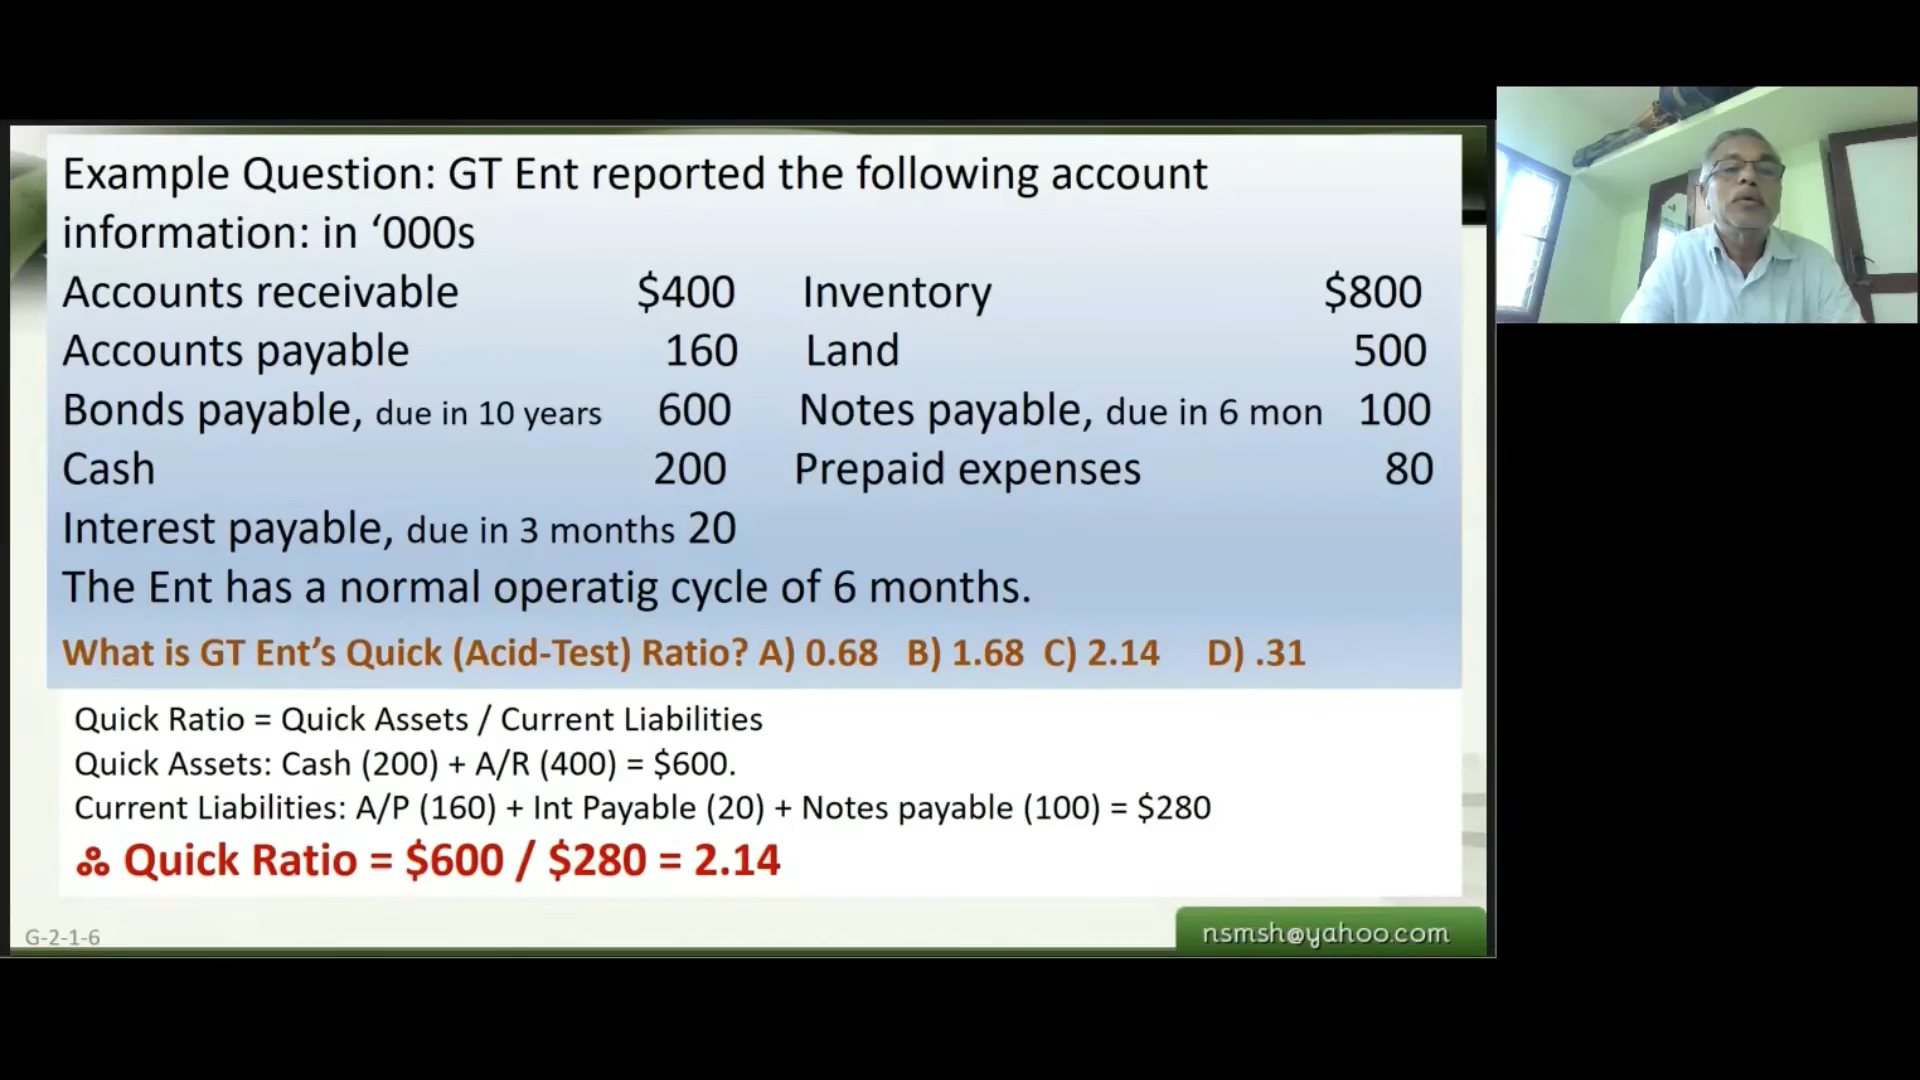 Example Question: GT Ent reported the following account
information: in ‘000s
Accounts receivable $400 Inventory $800
Accounts payable 160 Land 500
Bonds payable, due in 10 years 600 Notes payable, due in 6 mon 100
Cash 200 Prepaid expenses 80
Interest payable, due in 3 months 20
The Ent has a normal operatig cycle of 6 months.
What is GT Ent’s Quick (Acid-Test) Ratio? A) 0.68 B) 1.68 C) 2.14 D) .31
Quick Ratio = Quick Assets / Current Liabilities
Quick Assets: Cash (200) + A/R (400) = $600.
Current Liabilities: A/P (160) + Int Payable (20) + Notes payable (100) = $280
Quick Ratio = $600 / $280 = 2.14
G-2-1-6
nsmsh@yahoo.com